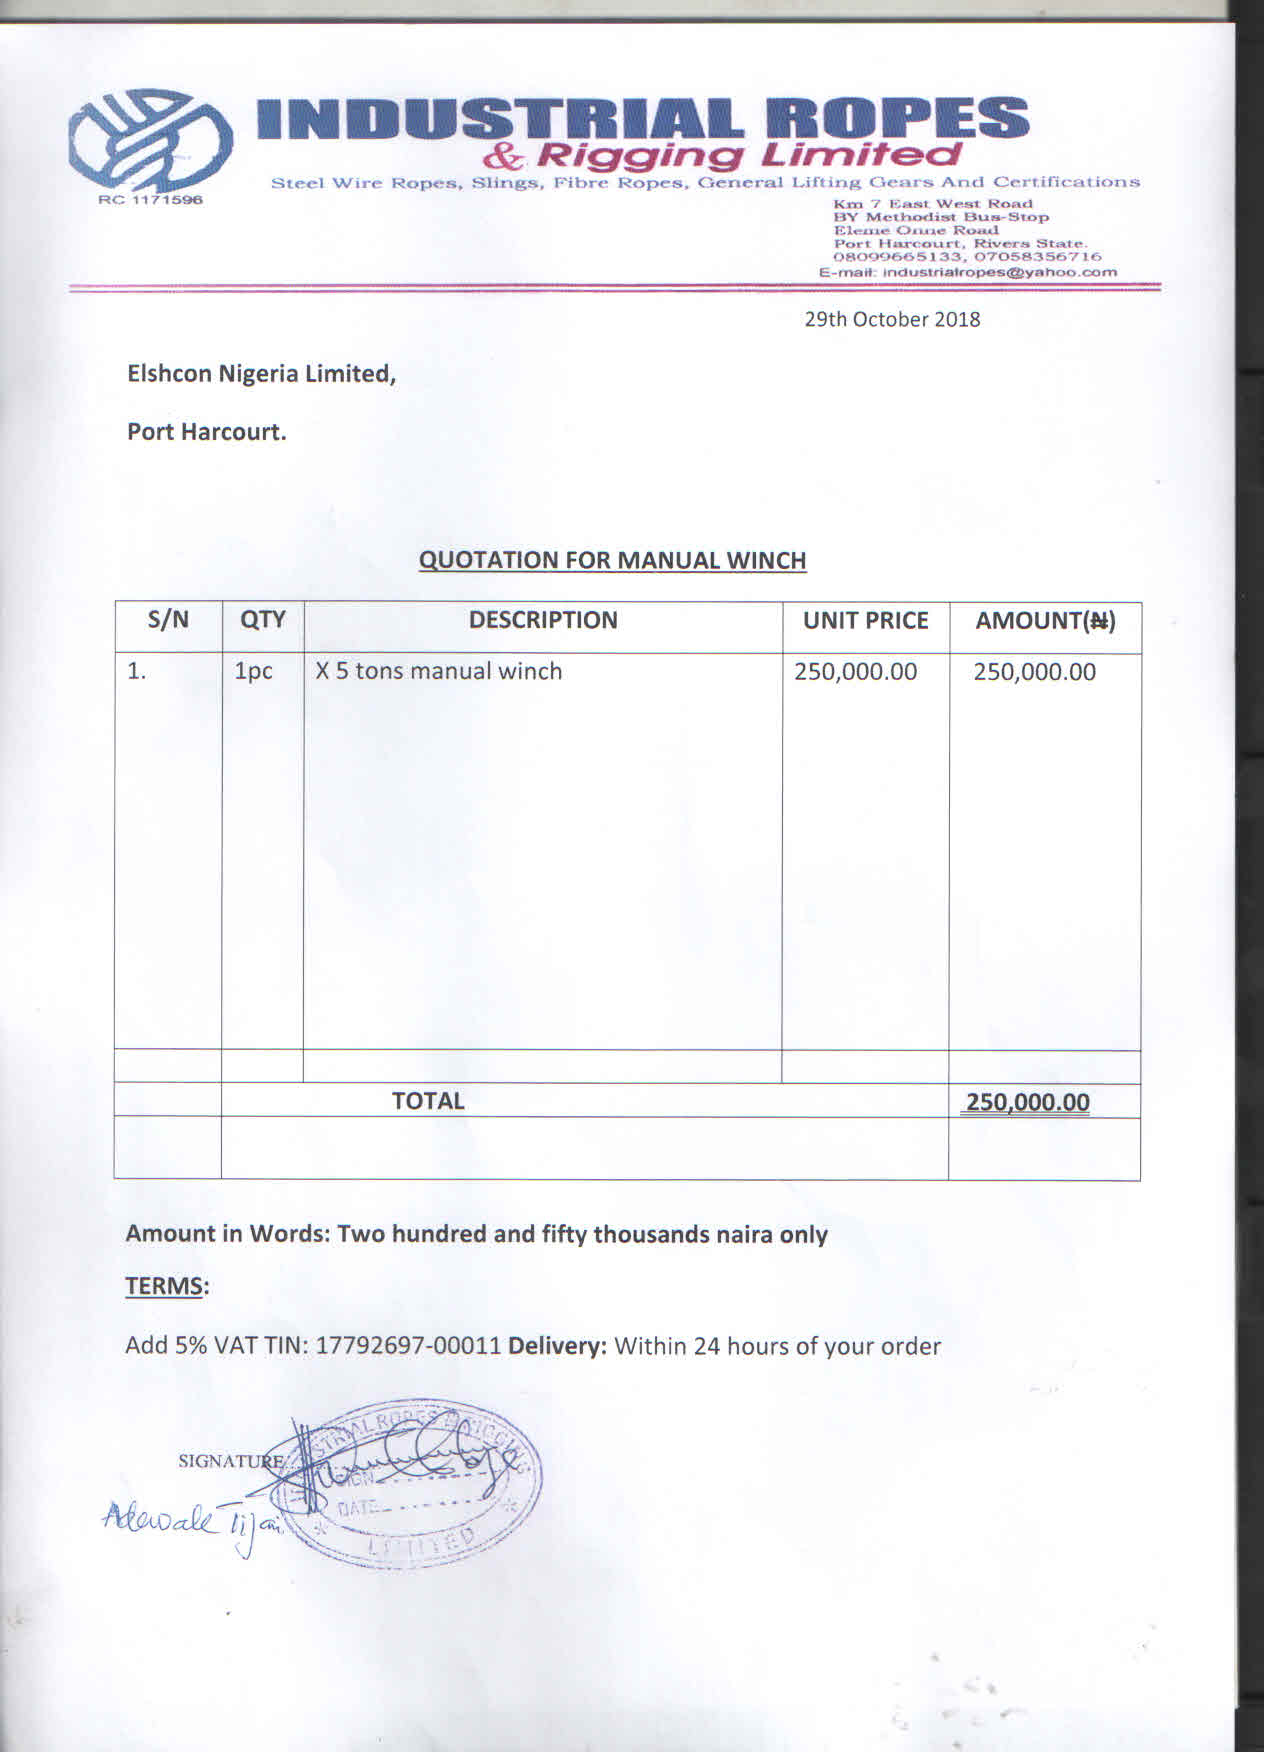 INDUSTRIAL ROPES
& Rigging Limited
Steel Wire Ropes, Slings, Fibre Ropes, General Lifting Gears And Certifications
RC 1171596
Km 7 East West Road
BY Methodist Bus-Stop
Eleme Onne Road
Port Harcourt, Rivers State.
08099665133, 07058356716
E-mail: industrialropes@yahoo.com
29th October 2018
Elshcon Nigeria Limited,
Port Harcourt.
QUOTATION FOR MANUAL WINCH
S/N QTY DESCRIPTION UNIT PRICE AMOUNT(₦)
1. 1pc X 5 tons manual winch 250,000.00 250,000.00
TOTAL 250,000.00
Amount in Words: Two hundred and fifty thousands naira only
TERMS:
Add 5% VAT TIN: 17792697-00011 Delivery: Within 24 hours of your order
SIGNATURE
Adewale Tijani
INDUSTRIAL ROPES & RIGGING
SIGN
DATE
LIMITED